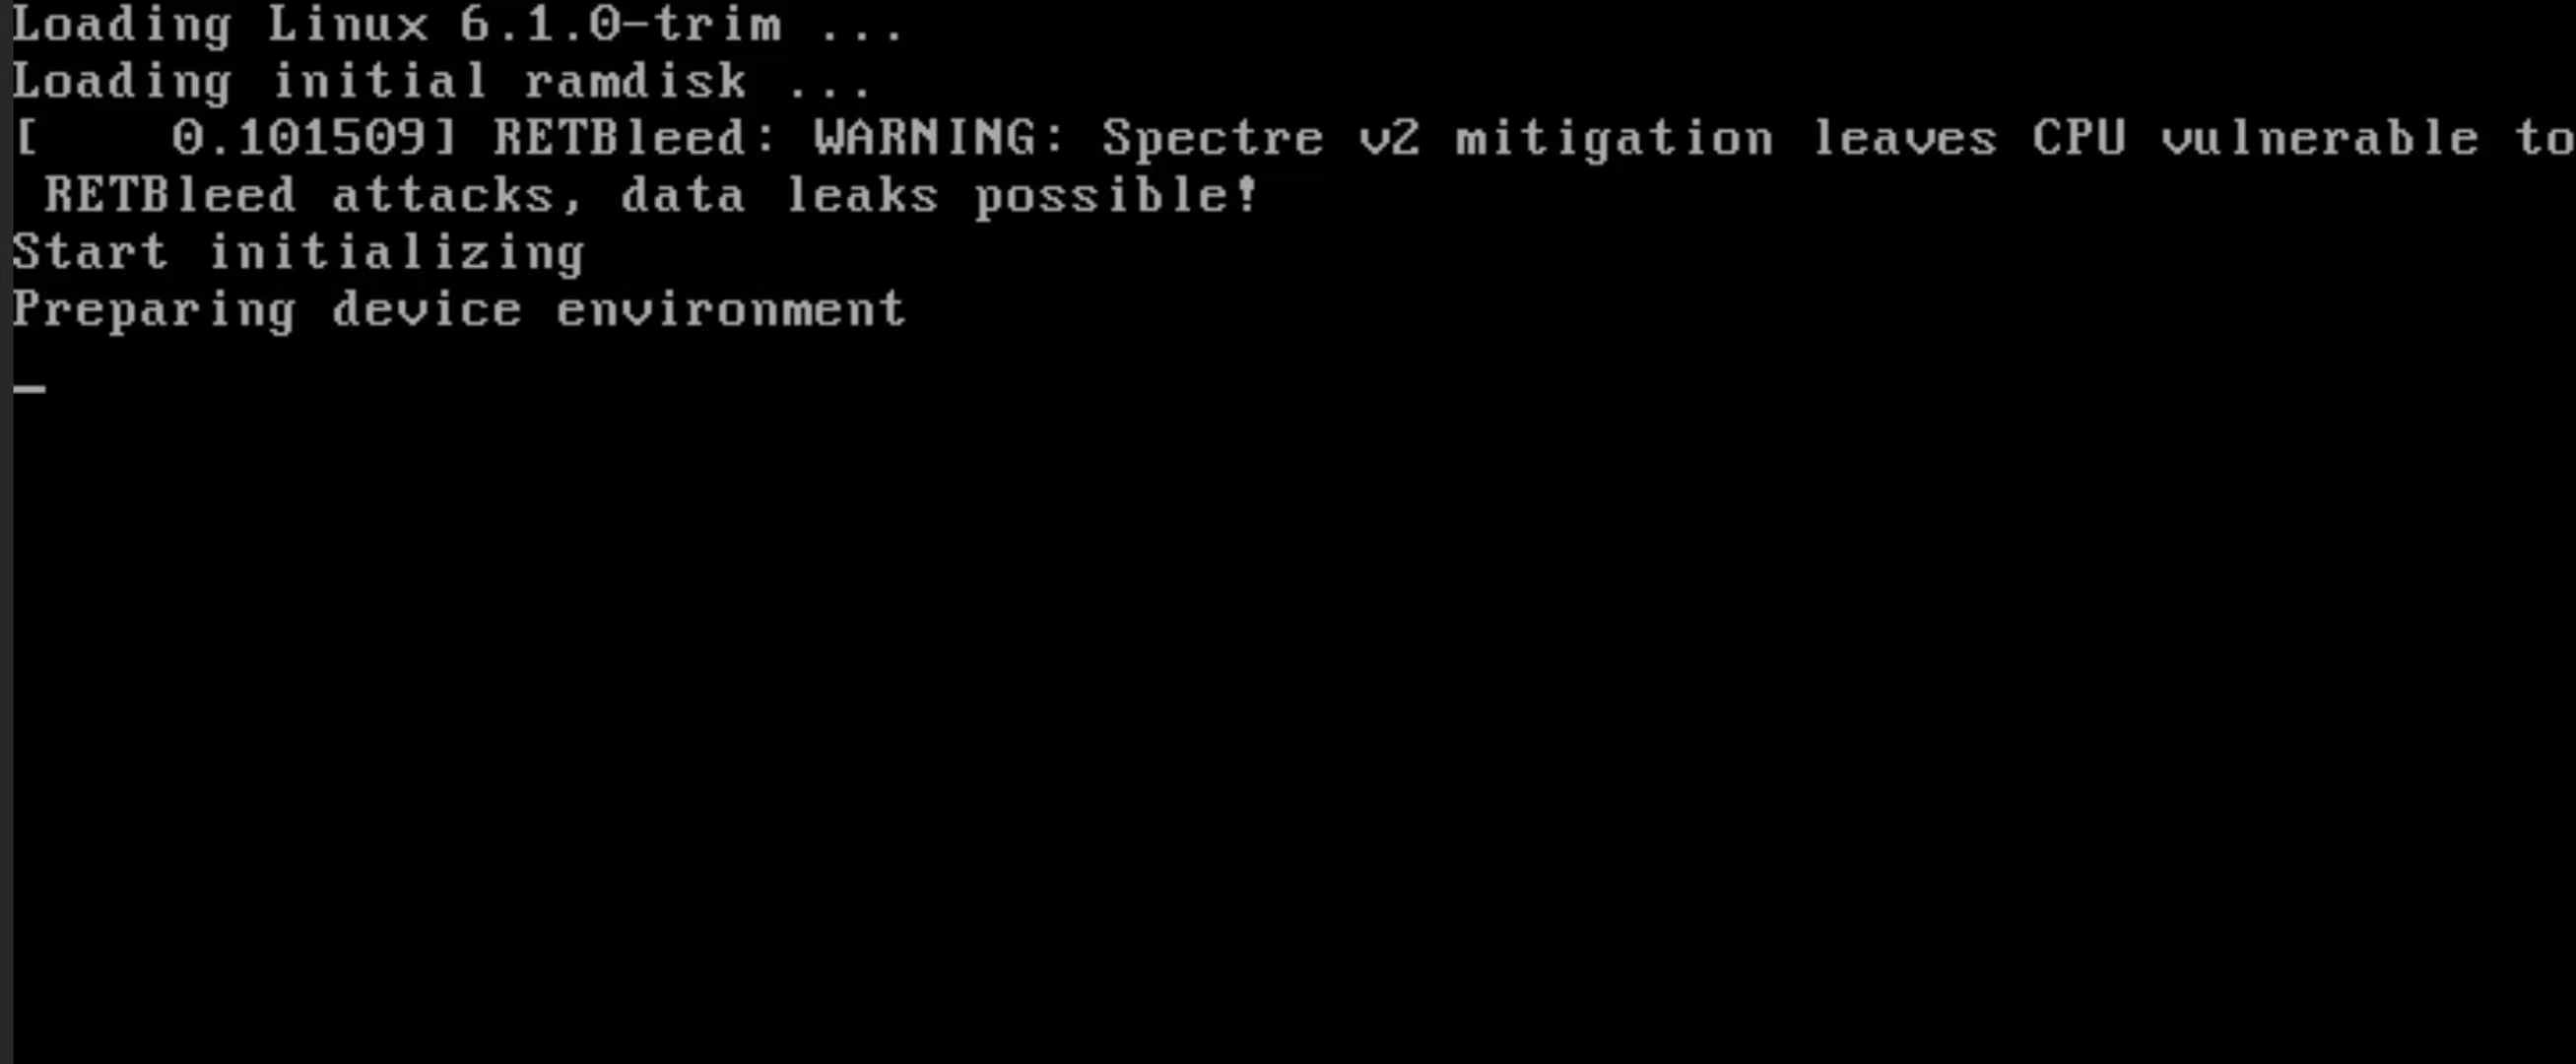 Loading Linux 6.1.0-trim ...
Loading initial ramdisk ...
[    0.101509] RETBleed: WARNING: Spectre v2 mitigation leaves CPU vulnerable to
 RETBleed attacks, data leaks possible!
Start initializing
Preparing device environment
_